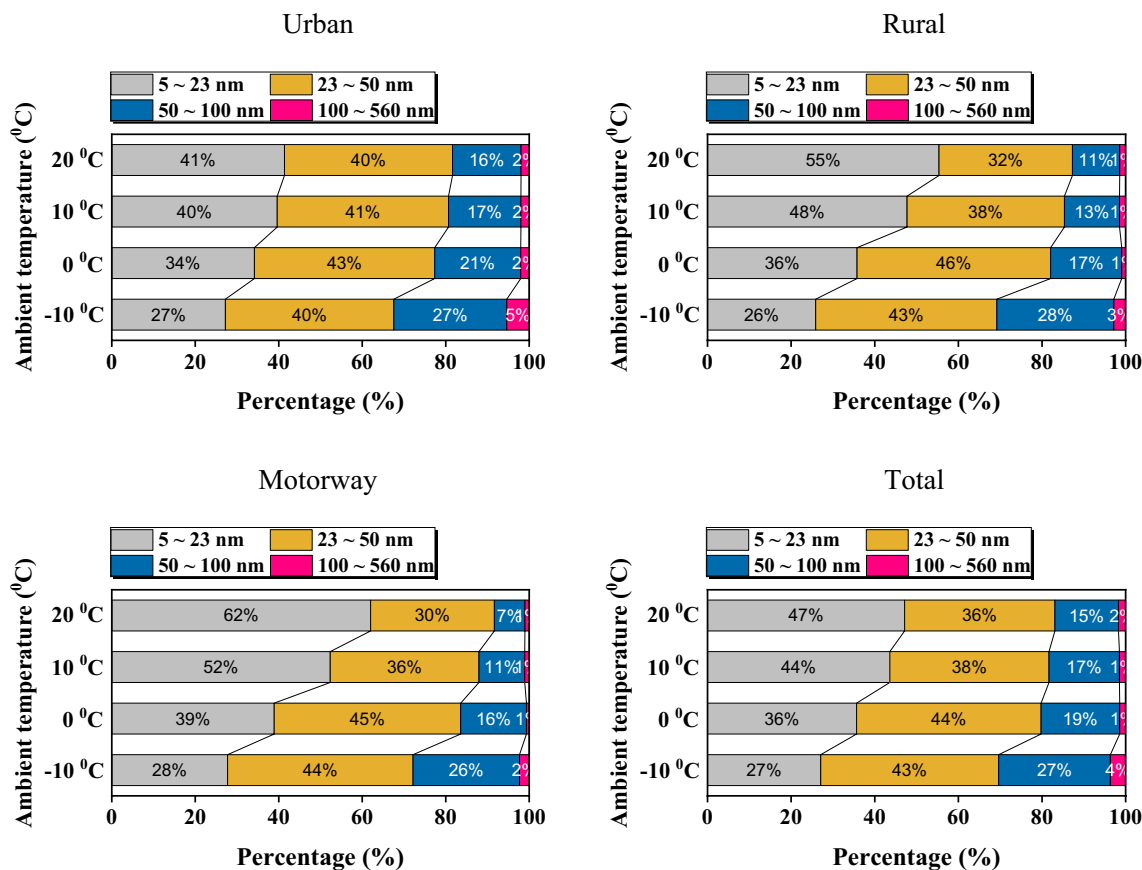 Urban
5 ~ 23 nm 23 ~ 50 nm
50 ~ 100 nm 100 ~ 560 nm
Ambient temperature (⁰C)
20 ⁰C 41% 40% 16% 2%
10 ⁰C 40% 41% 17% 2%
0 ⁰C 34% 43% 21% 2%
-10 ⁰C 27% 40% 27% 5%
0 20 40 60 80 100
Percentage (%)
Rural
5 ~ 23 nm 23 ~ 50 nm
50 ~ 100 nm 100 ~ 560 nm
Ambient temperature (⁰C)
20 ⁰C 55% 32% 11% 1%
10 ⁰C 48% 38% 13% 1%
0 ⁰C 36% 46% 17% 1%
-10 ⁰C 26% 43% 28% 3%
0 20 40 60 80 100
Percentage (%)
Motorway
5 ~ 23 nm 23 ~ 50 nm
50 ~ 100 nm 100 ~ 560 nm
Ambient temperature (⁰C)
20 ⁰C 62% 30% 7% 1%
10 ⁰C 52% 36% 11% 1%
0 ⁰C 39% 45% 16% 1%
-10 ⁰C 28% 44% 26% 2%
0 20 40 60 80 100
Percentage (%)
Total
5 ~ 23 nm 23 ~ 50 nm
50 ~ 100 nm 100 ~ 560 nm
Ambient temperature (⁰C)
20 ⁰C 47% 36% 15% 2%
10 ⁰C 44% 38% 17% 1%
0 ⁰C 36% 44% 19% 1%
-10 ⁰C 27% 43% 27% 4%
0 20 40 60 80 100
Percentage (%)